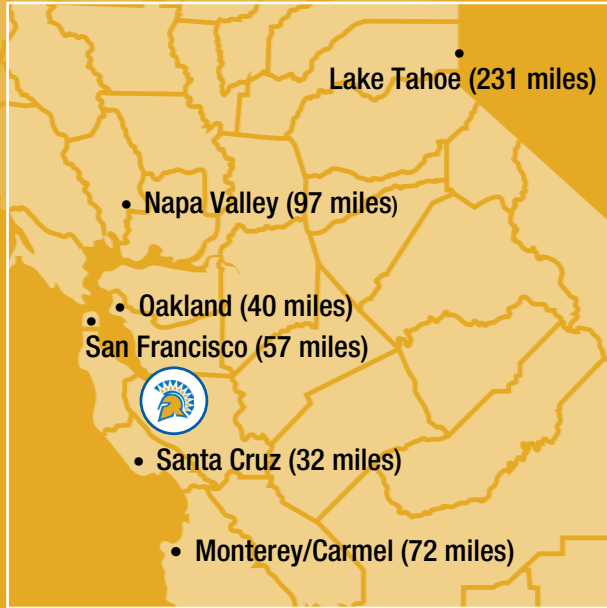 Lake Tahoe (231 miles)
Napa Valley (97 miles)
Oakland (40 miles)
San Francisco (57 miles)
Santa Cruz (32 miles)
Monterey/Carmel (72 miles)